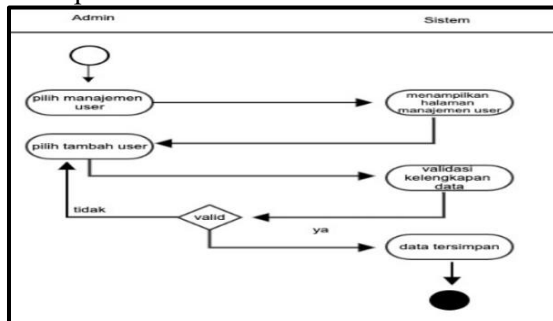 Admin
Sistem
pilih manajemen
user
menampilkan
halaman
manajemen user
pilih tambah user
validasi
kelengkapan
data
tidak
valid
ya
data tersimpan